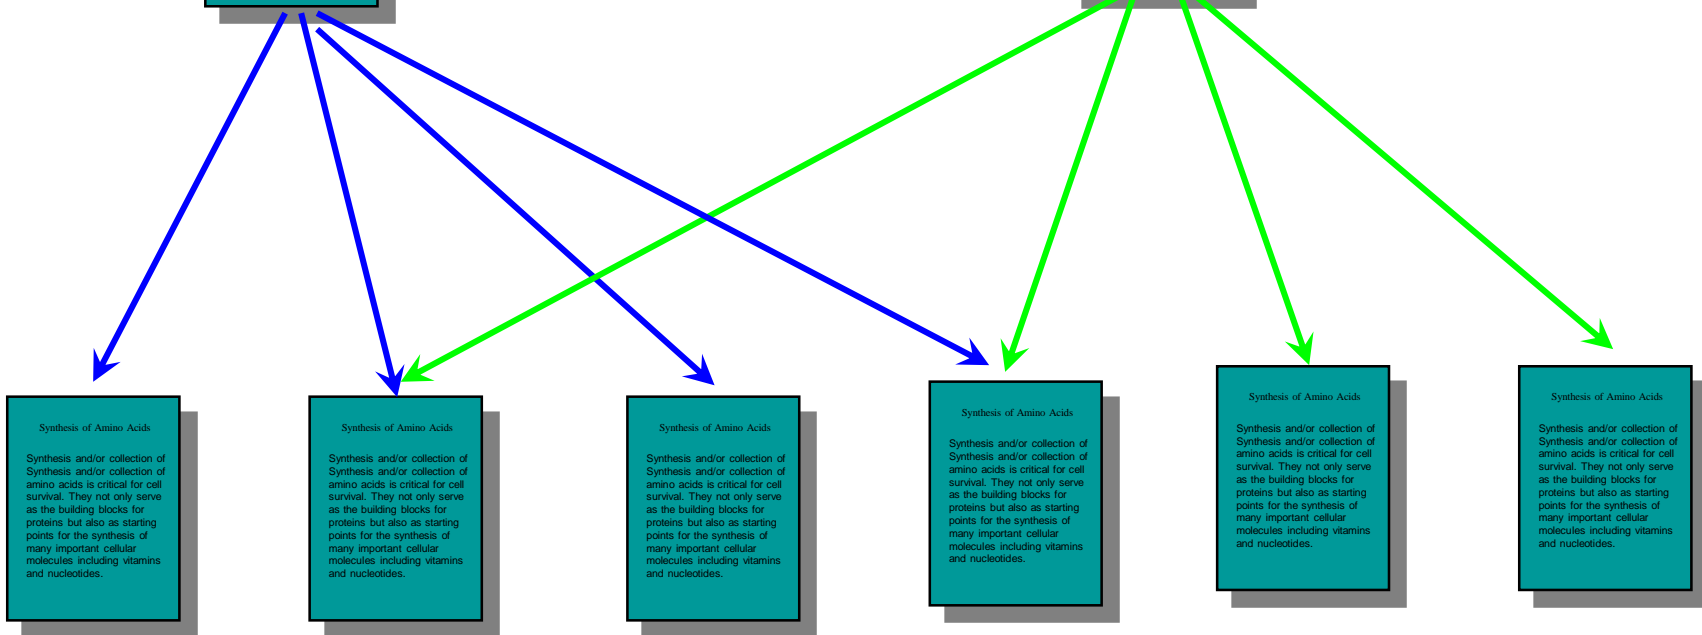 Synthesis of Amino Acids
Synthesis and/or collection of
Synthesis and/or collection of
amino acids is critical for cell
survival. They not only serve
as the building blocks for
proteins but also as starting
points for the synthesis of
many important cellular
molecules including vitamins
and nucleotides.
Synthesis of Amino Acids
Synthesis and/or collection of
Synthesis and/or collection of
amino acids is critical for cell
survival. They not only serve
as the building blocks for
proteins but also as starting
points for the synthesis of
many important cellular
molecules including vitamins
and nucleotides.
Synthesis of Amino Acids
Synthesis and/or collection of
Synthesis and/or collection of
amino acids is critical for cell
survival. They not only serve
as the building blocks for
proteins but also as starting
points for the synthesis of
many important cellular
molecules including vitamins
and nucleotides.
Synthesis of Amino Acids
Synthesis and/or collection of
Synthesis and/or collection of
amino acids is critical for cell
survival. They not only serve
as the building blocks for
proteins but also as starting
points for the synthesis of
many important cellular
molecules including vitamins
and nucleotides.
Synthesis of Amino Acids
Synthesis and/or collection of
Synthesis and/or collection of
amino acids is critical for cell
survival. They not only serve
as the building blocks for
proteins but also as starting
points for the synthesis of
many important cellular
molecules including vitamins
and nucleotides.
Synthesis of Amino Acids
Synthesis and/or collection of
Synthesis and/or collection of
amino acids is critical for cell
survival. They not only serve
as the building blocks for
proteins but also as starting
points for the synthesis of
many important cellular
molecules including vitamins
and nucleotides.